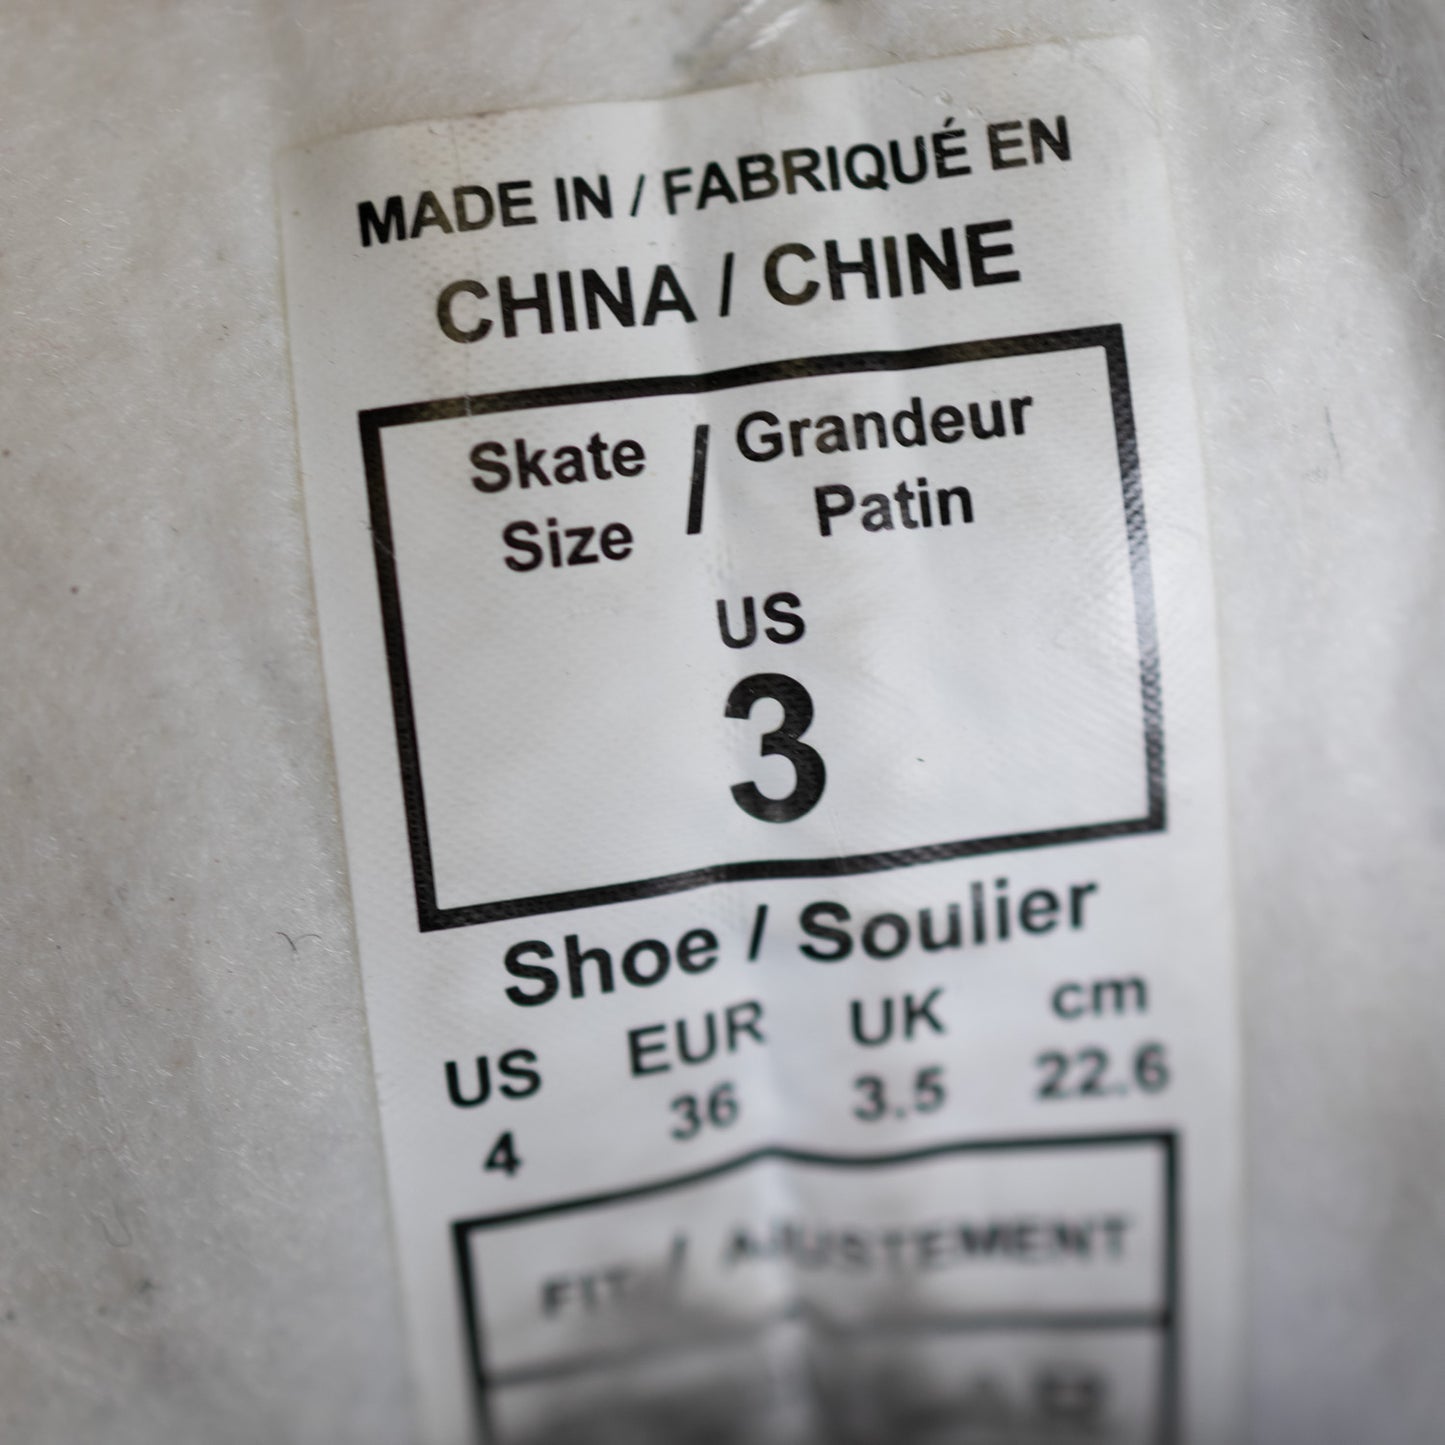 MADE IN / FABRIQUÉ EN
CHINA / CHINE
Skate / Grandeur
Size Patin
US
3
Shoe / Soulier
US EUR UK cm
4 36 3.5 22.6
FIT / AJUSTEMENT